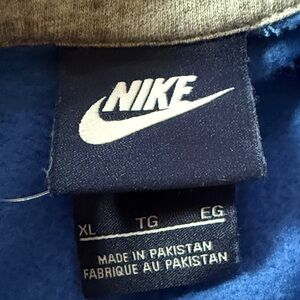 NIKE
XL TG EG
MADE IN PAKISTAN
FABRIQUE AU PAKISTAN